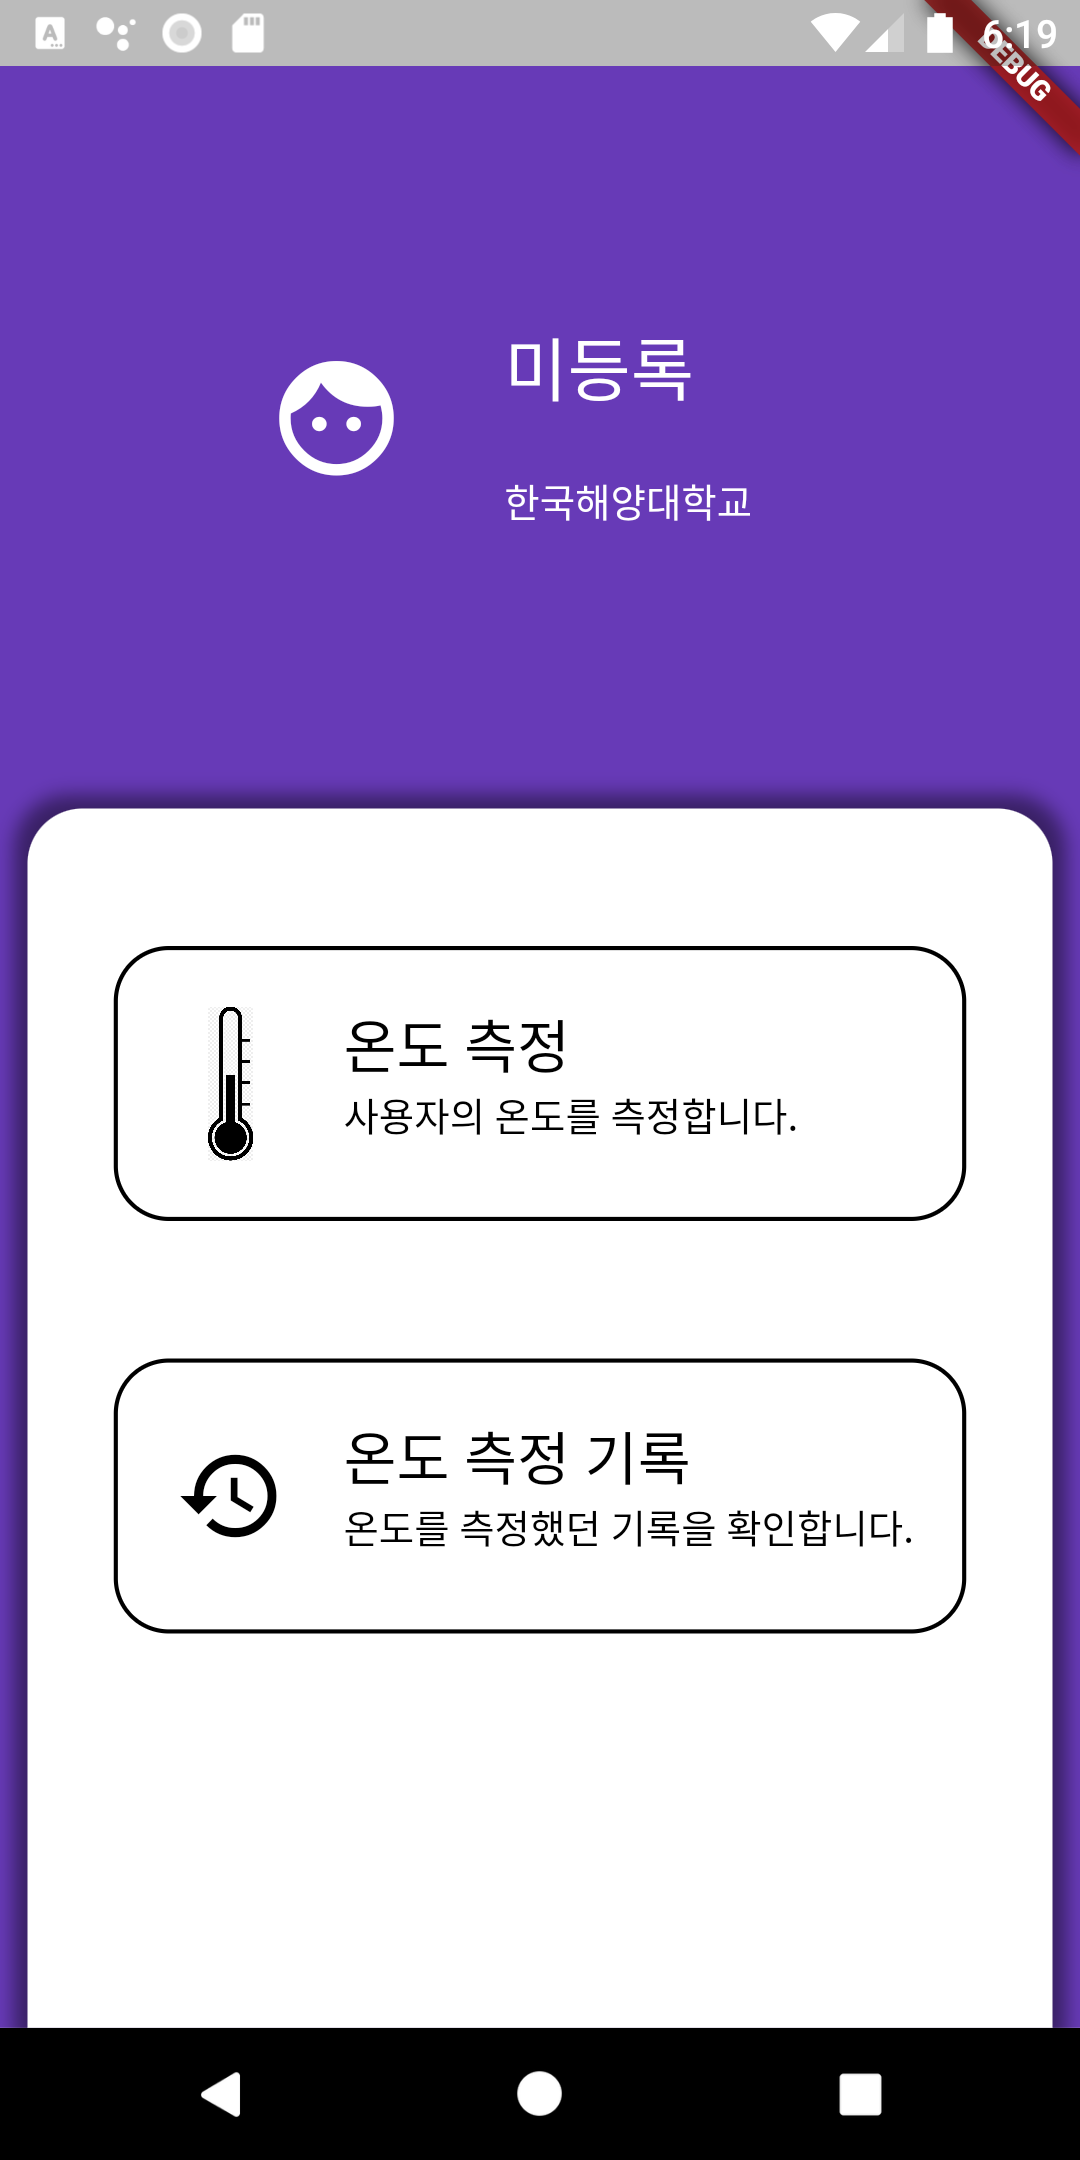 6:19
DEBUG
미등록
한국해양대학교
온도 측정
사용자의 온도를 측정합니다.
온도 측정 기록
온도를 측정했던 기록을 확인합니다.